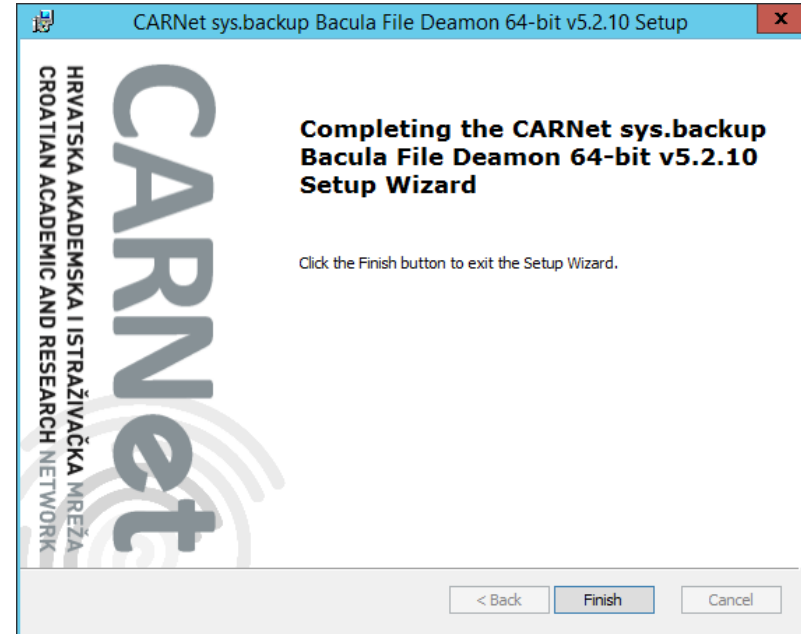 CARNet sys.backup Bacula File Deamon 64-bit v5.2.10 Setup
x
HRVATSKA AKADEMSKA I ISTRAŽIVAČKA MREŽA
CROATIAN ACADEMIC AND RESEARCH NETWORK
CARNet
Completing the CARNet sys.backup
Bacula File Deamon 64-bit v5.2.10
Setup Wizard
Click the Finish button to exit the Setup Wizard.
< Back
Finish
Cancel